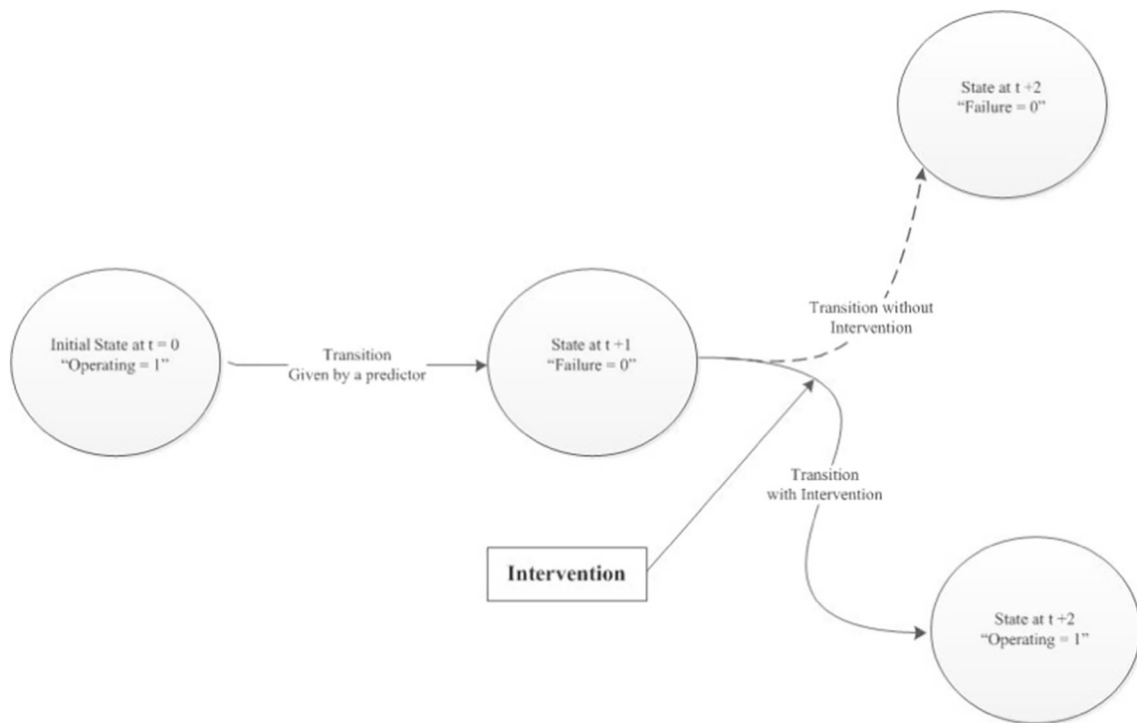 State at t +2
“Failure = 0”
Transition without
Intervention
Initial State at t = 0
“Operating = 1”
Transition
Given by a predictor
State at t +1
“Failure = 0”
Transition
with Intervention
Intervention
State at t +2
“Operating = 1”